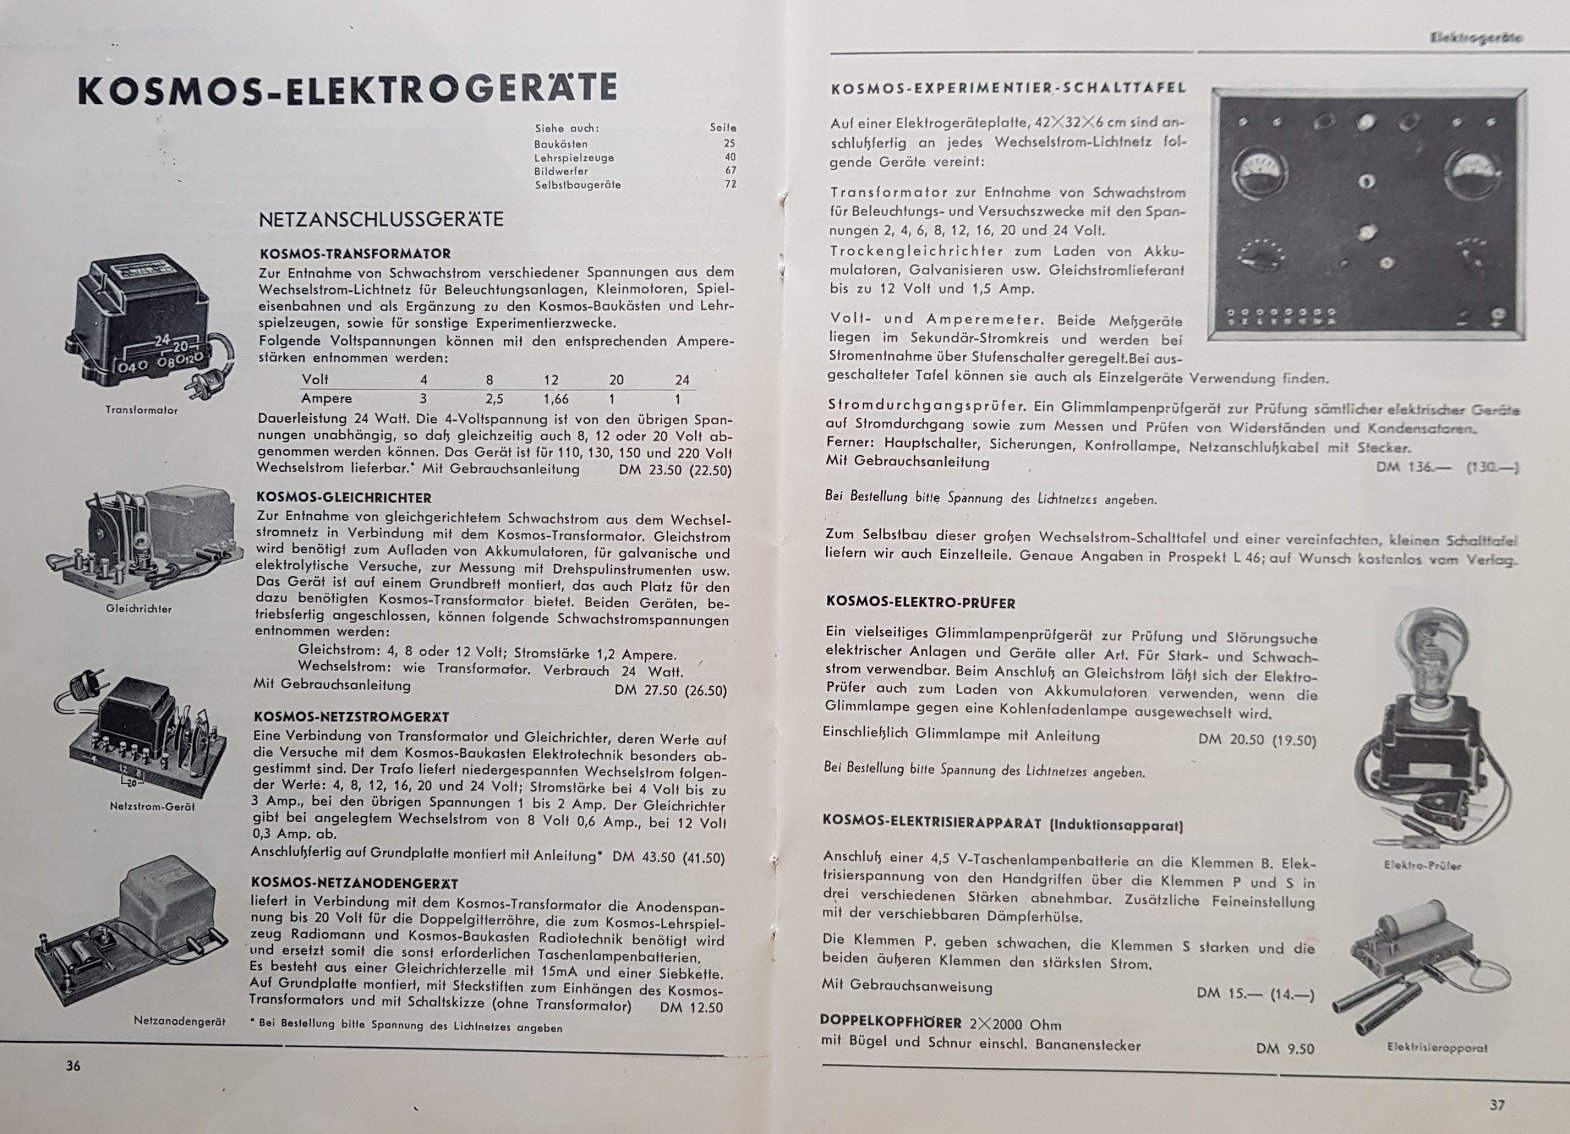 KOSMOS-ELEKTROGERÄTE
Siehe auch: Seite
Baukästen 25
Lehrspielzeuge 40
Bildwerfer 67
Selbstbaugeräte 72
NETZANSCHLUSSGERÄTE
KOSMOS-TRANSFORMATOR
Zur Entnahme von Schwachstrom verschiedener Spannungen aus dem
Wechselstrom-Lichtnetz für Beleuchtungsanlagen, Kleinmotoren, Spiel-
eisenbahnen und als Ergänzung zu den Kosmos-Baukästen und Lehr-
spielzeugen, sowie für sonstige Experimentierzwecke.
Folgende Voltspannungen können mit den entsprechenden Ampere-
stärken entnommen werden:
Volt 4 8 12 20 24
Ampere 3 2,5 1,66 1 1
Dauerleistung 24 Watt. Die 4-Voltspannung ist von den übrigen Span-
nungen unabhängig, so daß gleichzeitig auch 8, 12 oder 20 Volt ab-
genommen werden können. Das Gerät ist für 110, 130, 150 und 220 Volt
Wechselstrom lieferbar.* Mit Gebrauchsanleitung DM 23.50 (22.50)
24
20
040 080120
Transformator
KOSMOS-GLEICHRICHTER
Zur Entnahme von gleichgerichtetem Schwachstrom aus dem Wechsel-
stromnetz in Verbindung mit dem Kosmos-Transformator. Gleichstrom
wird benötigt zum Aufladen von Akkumulatoren, für galvanische und
elektrolytische Versuche, zur Messung mit Drehspulinstrumenten usw.
Das Gerät ist auf einem Grundbrett montiert, das auch Platz für den
dazu benötigten Kosmos-Transformator bietet. Beiden Geräten, be-
triebsfertig angeschlossen, können folgende Schwachstromspannungen
entnommen werden:
Gleichstrom: 4, 8 oder 12 Volt; Stromstärke 1,2 Ampere.
Wechselstrom: wie Transformator. Verbrauch 24 Watt.
Mit Gebrauchsanleitung DM 27.50 (26.50)
Gleichrichter
KOSMOS-NETZSTROMGERÄT
Eine Verbindung von Transformator und Gleichrichter, deren Werte auf
die Versuche mit dem Kosmos-Baukasten Elektrotechnik besonders ab-
gestimmt sind. Der Trafo liefert niedergespannten Wechselstrom folgen-
der Werte: 4, 8, 12, 16, 20 und 24 Volt; Stromstärke bei 4 Volt bis zu
3 Amp., bei den übrigen Spannungen 1 bis 2 Amp. Der Gleichrichter
gibt bei angelegtem Wechselstrom von 8 Volt 0,6 Amp., bei 12 Volt
0,3 Amp. ab.
Anschlußfertig auf Grundplatte montiert mit Anleitung* DM 43.50 (41.50)
4 12 8
20
Netzstrom-Gerät
KOSMOS-NETZANODENGERÄT
liefert in Verbindung mit dem Kosmos-Transformator die Anodenspan-
nung bis 20 Volt für die Doppelgitterröhre, die zum Kosmos-Lehrspiel-
zeug Radiomann und Kosmos-Baukasten Radiotechnik benötigt wird
und ersetzt somit die sonst erforderlichen Taschenlampenbatterien.
Es besteht aus einer Gleichrichterzelle mit 15mA und einer Siebkette.
Auf Grundplatte montiert, mit Steckstiften zum Einhängen des Kosmos-
Transformators und mit Schaltskizze (ohne Transformator) DM 12.50
Netzanodengerät
* Bei Bestellung bitte Spannung des Lichtnetzes angeben
36
Elektrogeräte
KOSMOS-EXPERIMENTIER-SCHALTTAFEL
Auf einer Elektrogeräteplatte, 42×32×6 cm sind an-
schlußfertig an jedes Wechselstrom-Lichtnetz fol-
gende Geräte vereint:
Transformator zur Entnahme von Schwachstrom
für Beleuchtungs- und Versuchszwecke mit den Span-
nungen 2, 4, 6, 8, 12, 16, 20 und 24 Volt.
Trockengleichrichter zum Laden von Akku-
mulatoren, Galvanisieren usw. Gleichstromlieferant
bis zu 12 Volt und 1,5 Amp.
Volt- und Amperemeter. Beide Meßgeräte
liegen im Sekundär-Stromkreis und werden bei
Stromentnahme über Stufenschalter geregelt. Bei aus-
geschalteter Tafel können sie auch als Einzelgeräte Verwendung finden.
Stromdurchgangsprüfer. Ein Glimmlampenprüfgerät zur Prüfung sämtlicher elektrischer Geräte
auf Stromdurchgang sowie zum Messen und Prüfen von Widerständen und Kondensatoren.
Ferner: Hauptschalter, Sicherungen, Kontrollampe, Netzanschlußkabel mit Stecker.
Mit Gebrauchsanleitung DM 136.— (130.—)
Bei Bestellung bitte Spannung des Lichtnetzes angeben.
Zum Selbstbau dieser großen Wechselstrom-Schalttafel und einer vereinfachten, kleinen Schalttafel
liefern wir auch Einzelteile. Genaue Angaben in Prospekt L 46; auf Wunsch kostenlos vom Verlag.
KOSMOS-ELEKTRO-PRÜFER
Ein vielseitiges Glimmlampenprüfgerät zur Prüfung und Störungsuche
elektrischer Anlagen und Geräte aller Art. Für Stark- und Schwach-
strom verwendbar. Beim Anschluß an Gleichstrom läßt sich der Elektro-
Prüfer auch zum Laden von Akkumulatoren verwenden, wenn die
Glimmlampe gegen eine Kohlenfadenlampe ausgewechselt wird.
Einschließlich Glimmlampe mit Anleitung DM 20.50 (19.50)
Bei Bestellung bitte Spannung des Lichtnetzes angeben.
Elektro-Prüfer
KOSMOS-ELEKTRISIERAPPARAT (Induktionsapparat)
Anschluß einer 4,5 V-Taschenlampenbatterie an die Klemmen B. Elek-
trisierspannung von den Handgriffen über die Klemmen P und S in
drei verschiedenen Stärken abnehmbar. Zusätzliche Feineinstellung
mit der verschiebbaren Dämpferhülse.
Die Klemmen P. geben schwachen, die Klemmen S starken und die
beiden äußeren Klemmen den stärksten Strom.
Mit Gebrauchsanweisung DM 15.— (14.—)
DOPPELKOPFHÖRER 2×2000 Ohm
mit Bügel und Schnur einschl. Bananenstecker DM 9.50
Elektrisierapparat
37